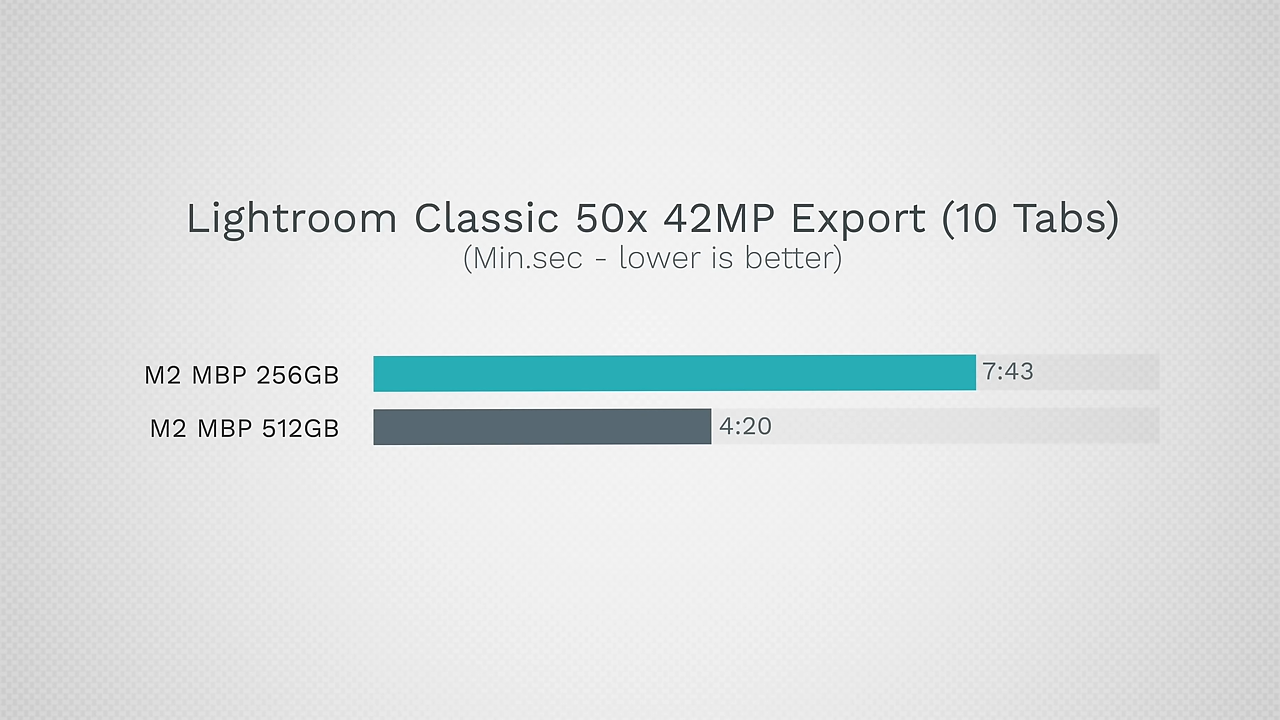 Lightroom Classic 50x 42MP Export (10 Tabs)
(Min.sec - lower is better)
M2 MBP 256GB 7:43
M2 MBP 512GB 4:20